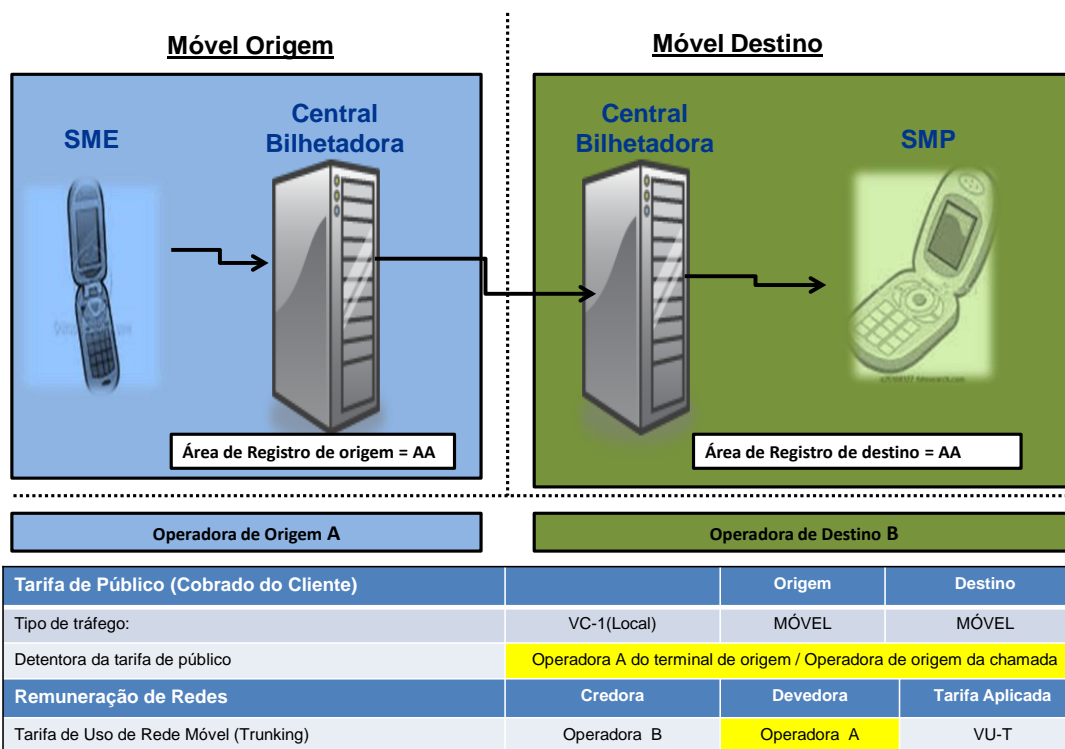 Móvel Origem
Móvel Destino
SME
Central
Bilhetadora
Central
Bilhetadora
SMP
Área de Registro de origem = AA
Área de Registro de destino = AA
Operadora de Origem A
Operadora de Destino B
Tarifa de Público (Cobrado do Cliente) Origem Destino
Tipo de tráfego: VC-1(Local) MÓVEL MÓVEL
Detentora da tarifa de público Operadora A do terminal de origem / Operadora de origem da chamada
Remuneração de Redes Credora Devedora Tarifa Aplicada
Tarifa de Uso de Rede Móvel (Trunking) Operadora B Operadora A VU-T